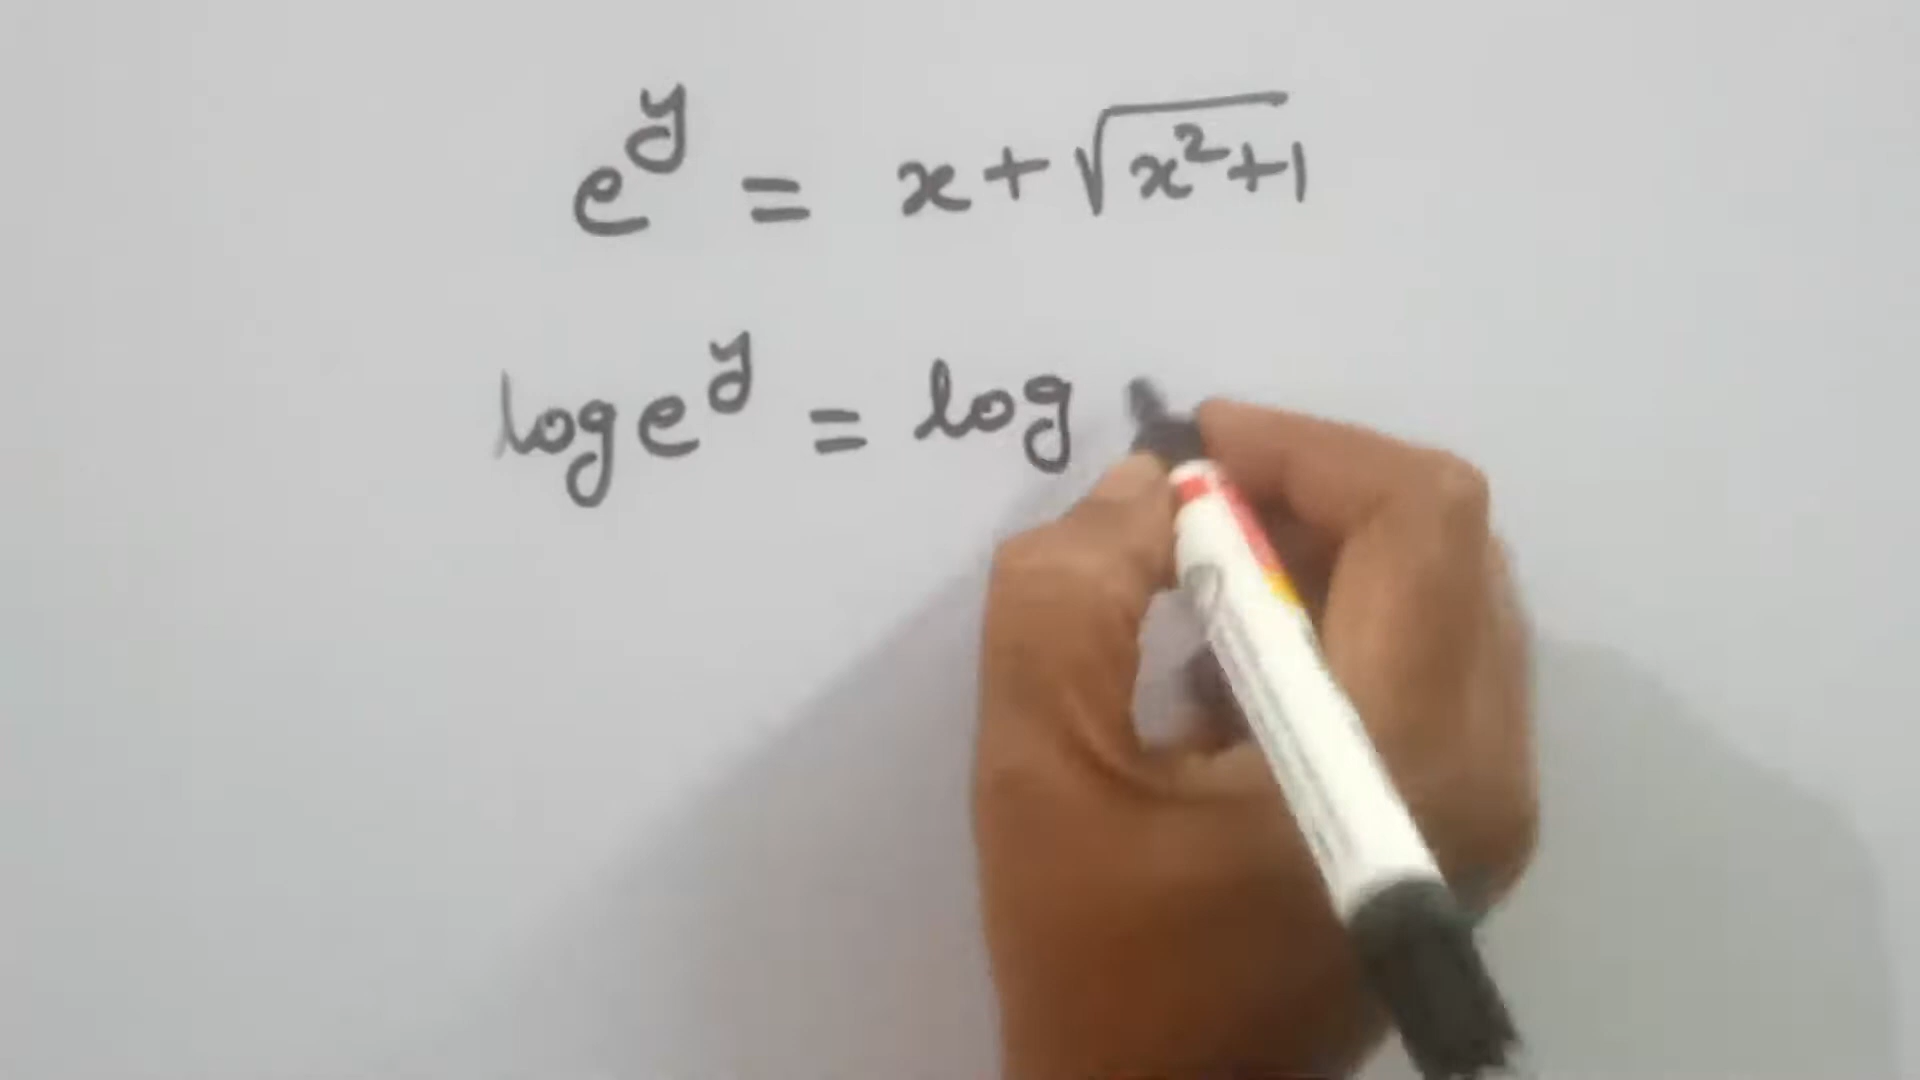 e^y = x + √(x²+1)
log e^y = log